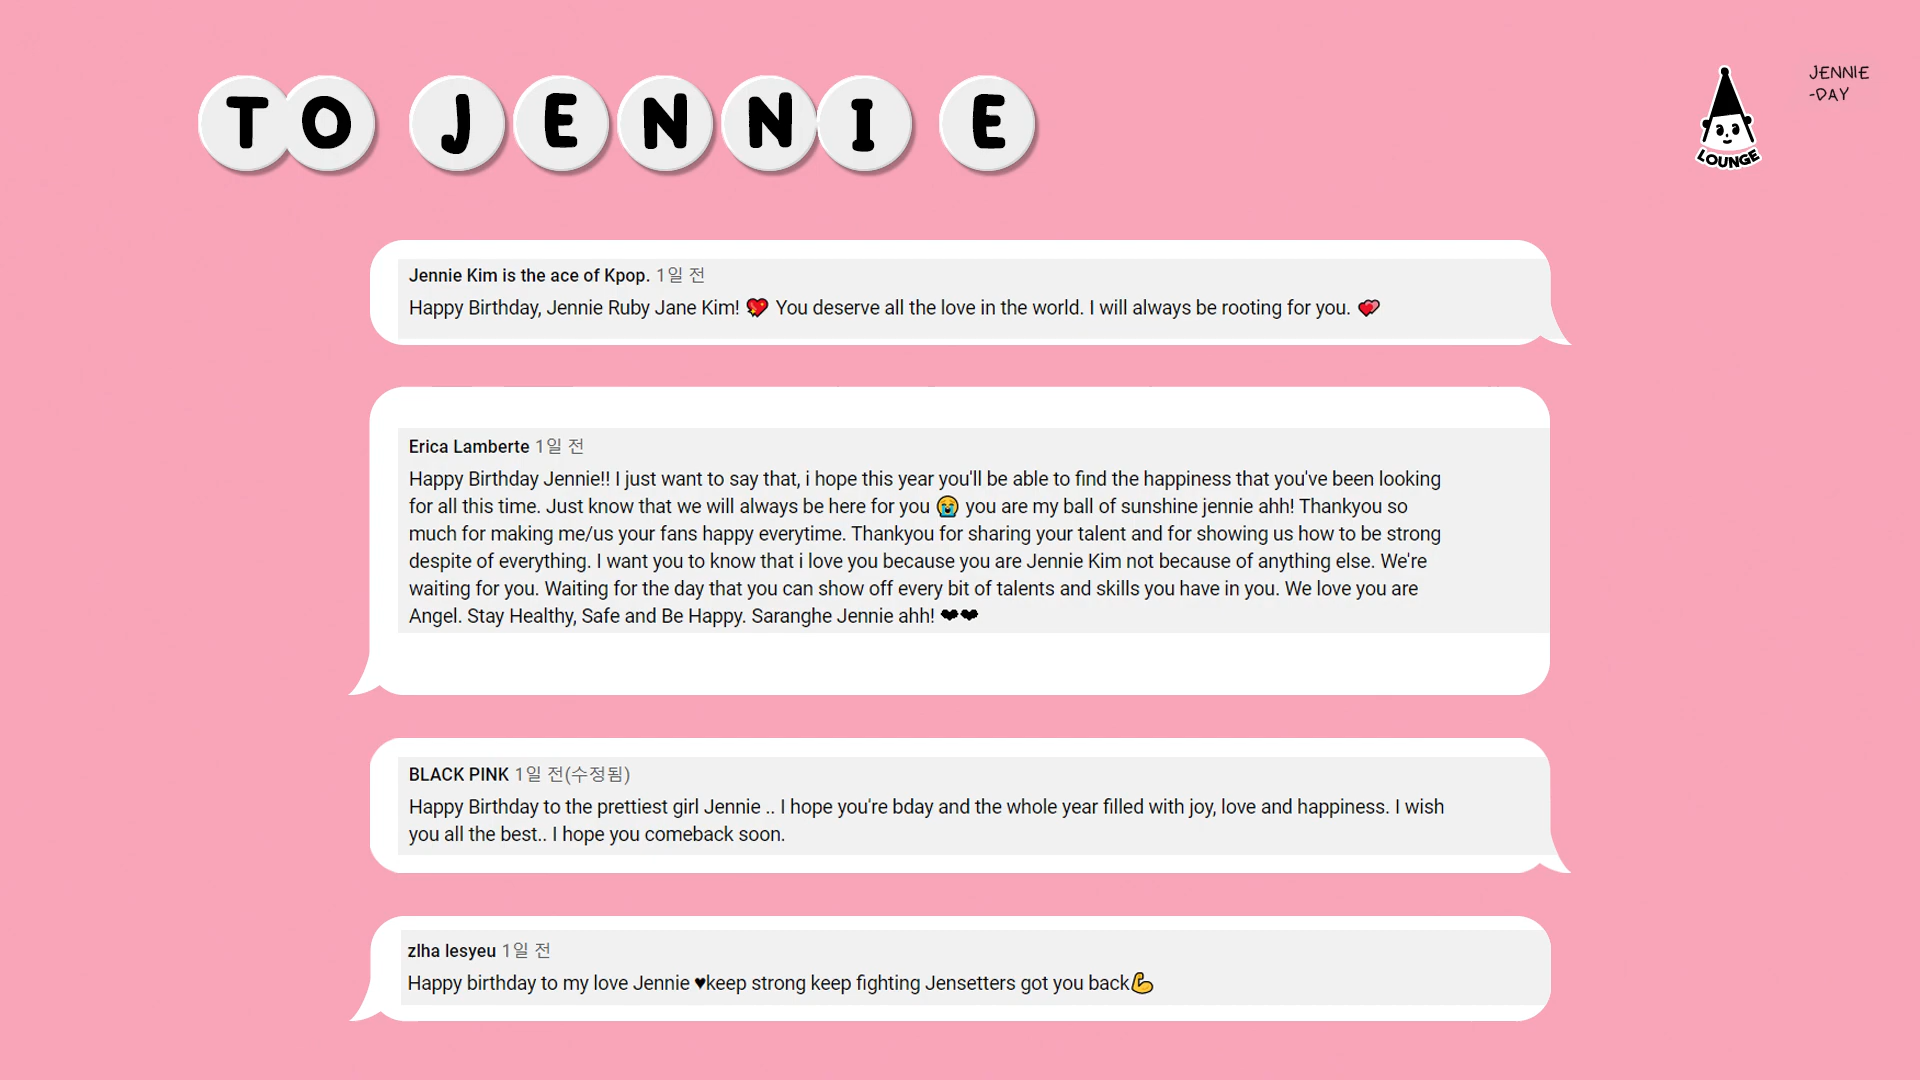 TO JENNIE
JENNIE
-DAY
LOUNGE
Jennie Kim is the ace of Kpop. 1일 전
Happy Birthday, Jennie Ruby Jane Kim! 💖 You deserve all the love in the world. I will always be rooting for you. 💕
Erica Lamberte 1일 전
Happy Birthday Jennie!! I just want to say that, i hope this year you'll be able to find the happiness that you've been looking
for all this time. Just know that we will always be here for you 😭 you are my ball of sunshine jennie ahh! Thankyou so
much for making me/us your fans happy everytime. Thankyou for sharing your talent and for showing us how to be strong
despite of everything. I want you to know that i love you because you are Jennie Kim not because of anything else. We're
waiting for you. Waiting for the day that you can show off every bit of talents and skills you have in you. We love you are
Angel. Stay Healthy, Safe and Be Happy. Saranghe Jennie ahh! ❤❤
BLACK PINK 1일 전(수정됨)
Happy Birthday to the prettiest girl Jennie .. I hope you're bday and the whole year filled with joy, love and happiness. I wish
you all the best.. I hope you comeback soon.
zlha lesyeu 1일 전
Happy birthday to my love Jennie ♥keep strong keep fighting Jensetters got you back💪